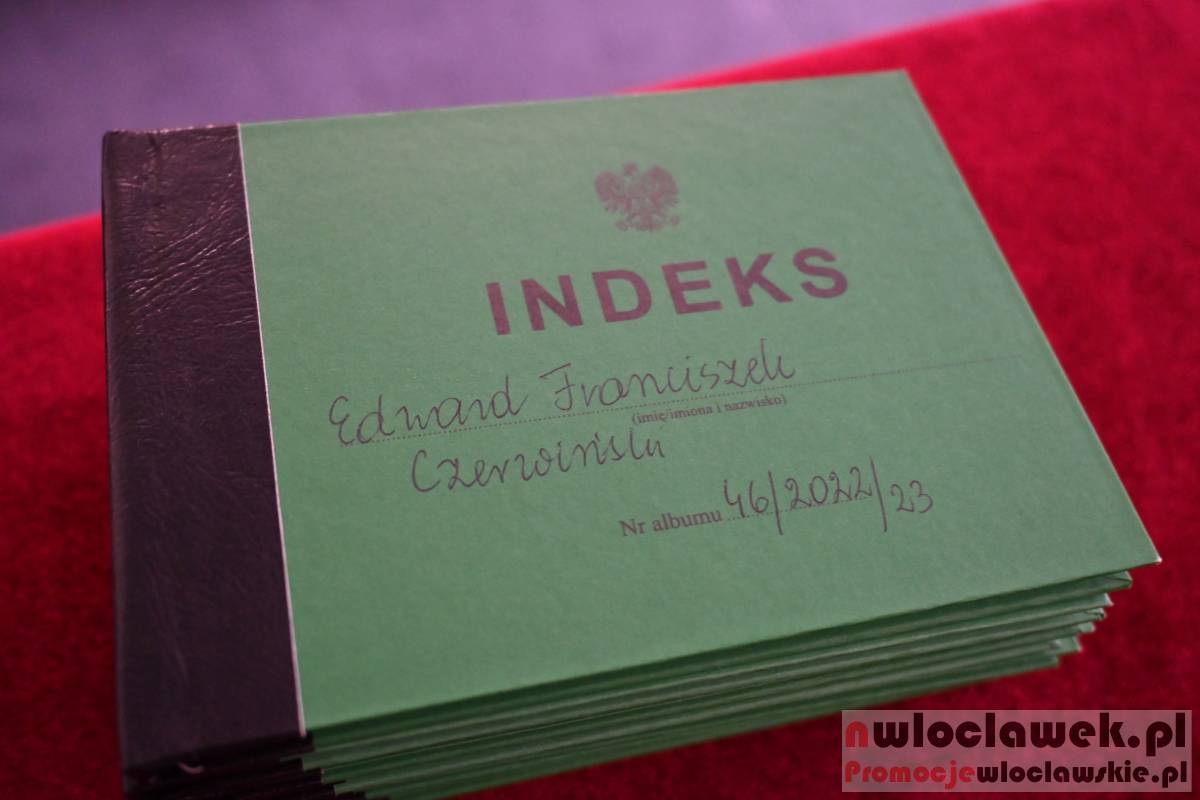 INDEKS
Edward Franciszek
(imię/imiona i nazwisko)
Czerwiński
Nr albumu 46/2022/23
nwloclawek.pl
Promocjewloclawskie.pl